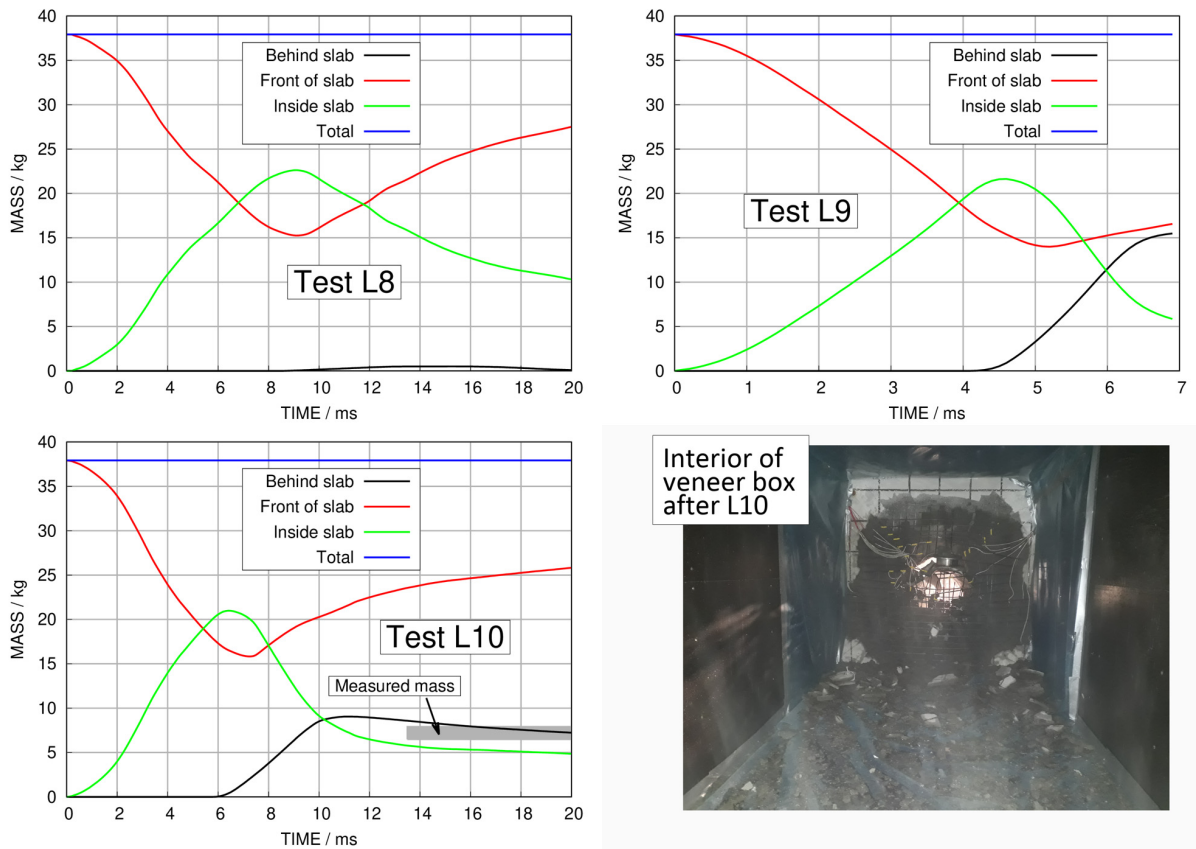 40
35
30
25
20
15
10
5
0
MASS / kg
Behind slab
Front of slab
Inside slab
Total
Test L8
0 2 4 6 8 10 12 14 16 18 20
TIME / ms
40
35
30
25
20
15
10
5
0
MASS / kg
Behind slab
Front of slab
Inside slab
Total
Test L9
0 1 2 3 4 5 6 7
TIME / ms
40
35
30
25
20
15
10
5
0
MASS / kg
Behind slab
Front of slab
Inside slab
Total
Test L10
Measured mass
0 2 4 6 8 10 12 14 16 18 20
TIME / ms
Interior of
veneer box
after L10